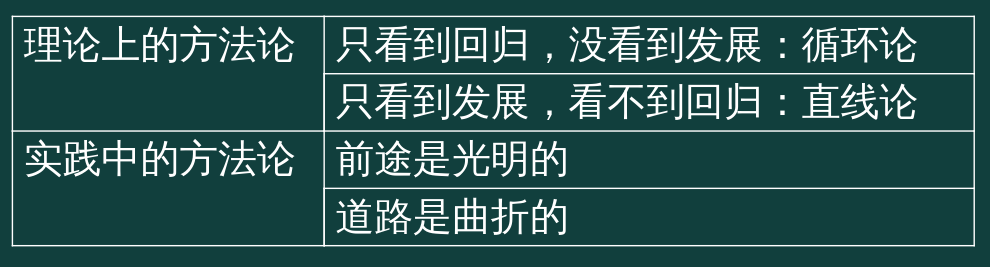 理论上的方法论
只看到回归，没看到发展：循环论
只看到发展，看不到回归：直线论
实践中的方法论
前途是光明的
道路是曲折的